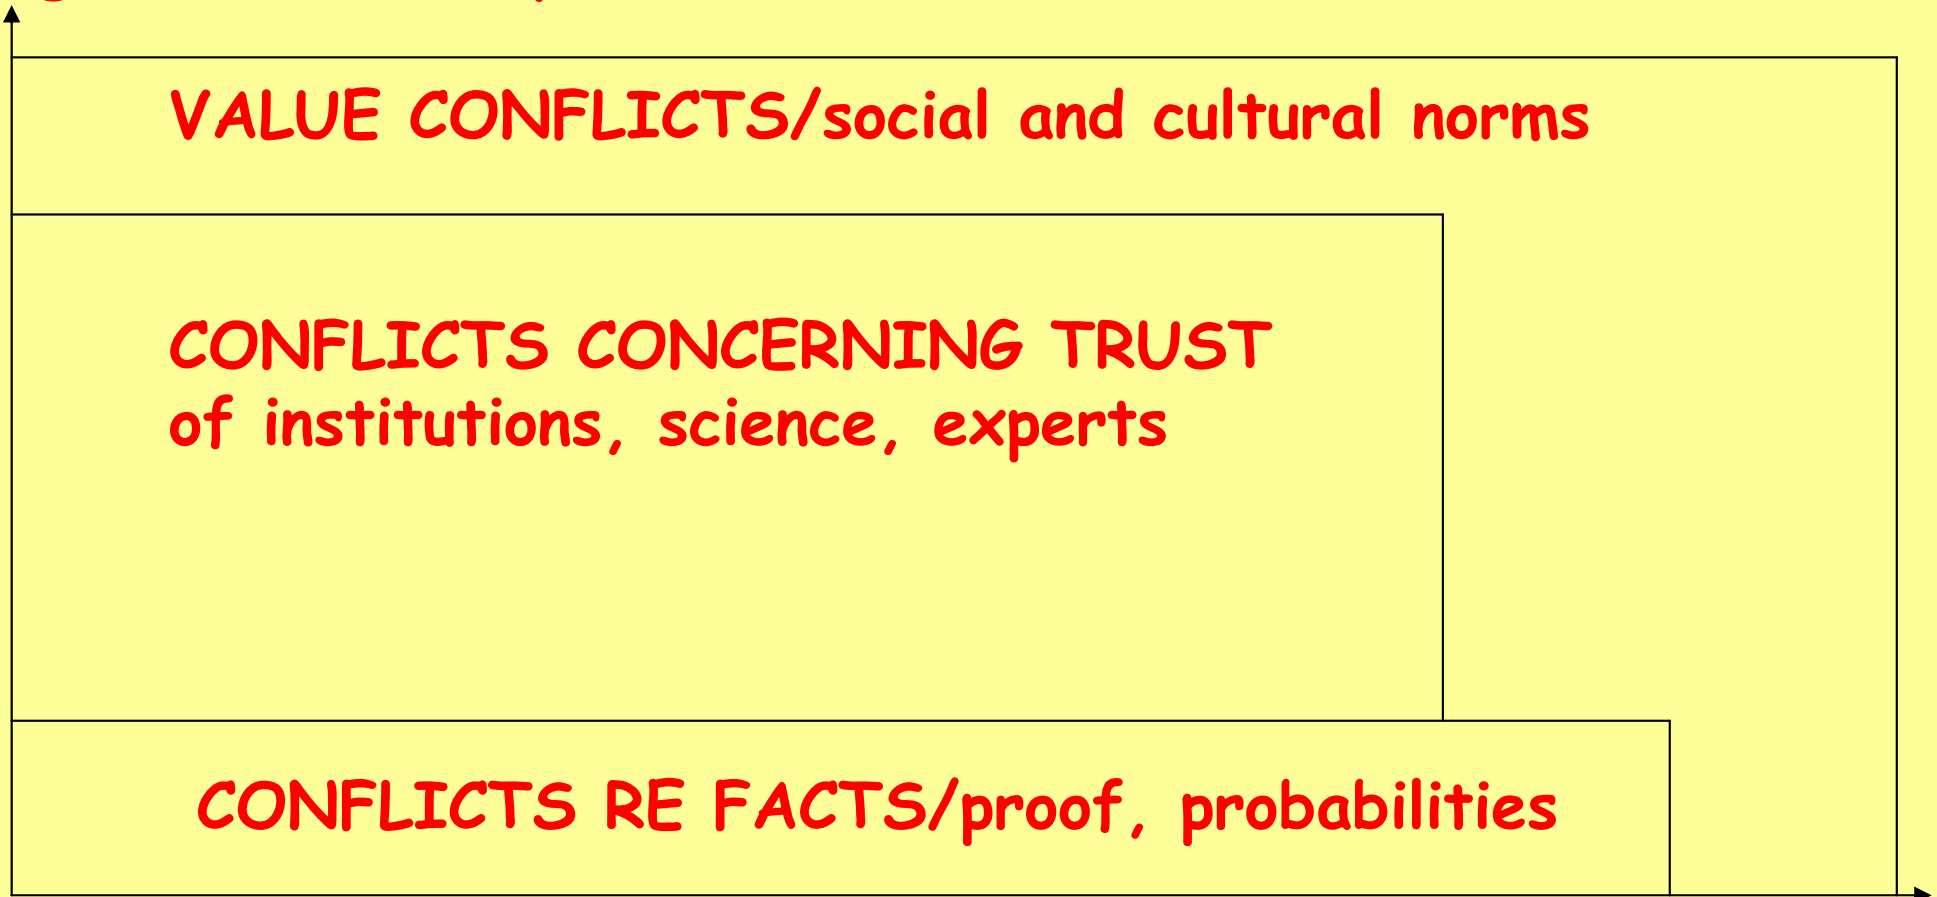 VALUE CONFLICTS/social and cultural norms
CONFLICTS CONCERNING TRUST
of institutions, science, experts
CONFLICTS RE FACTS/proof, probabilities